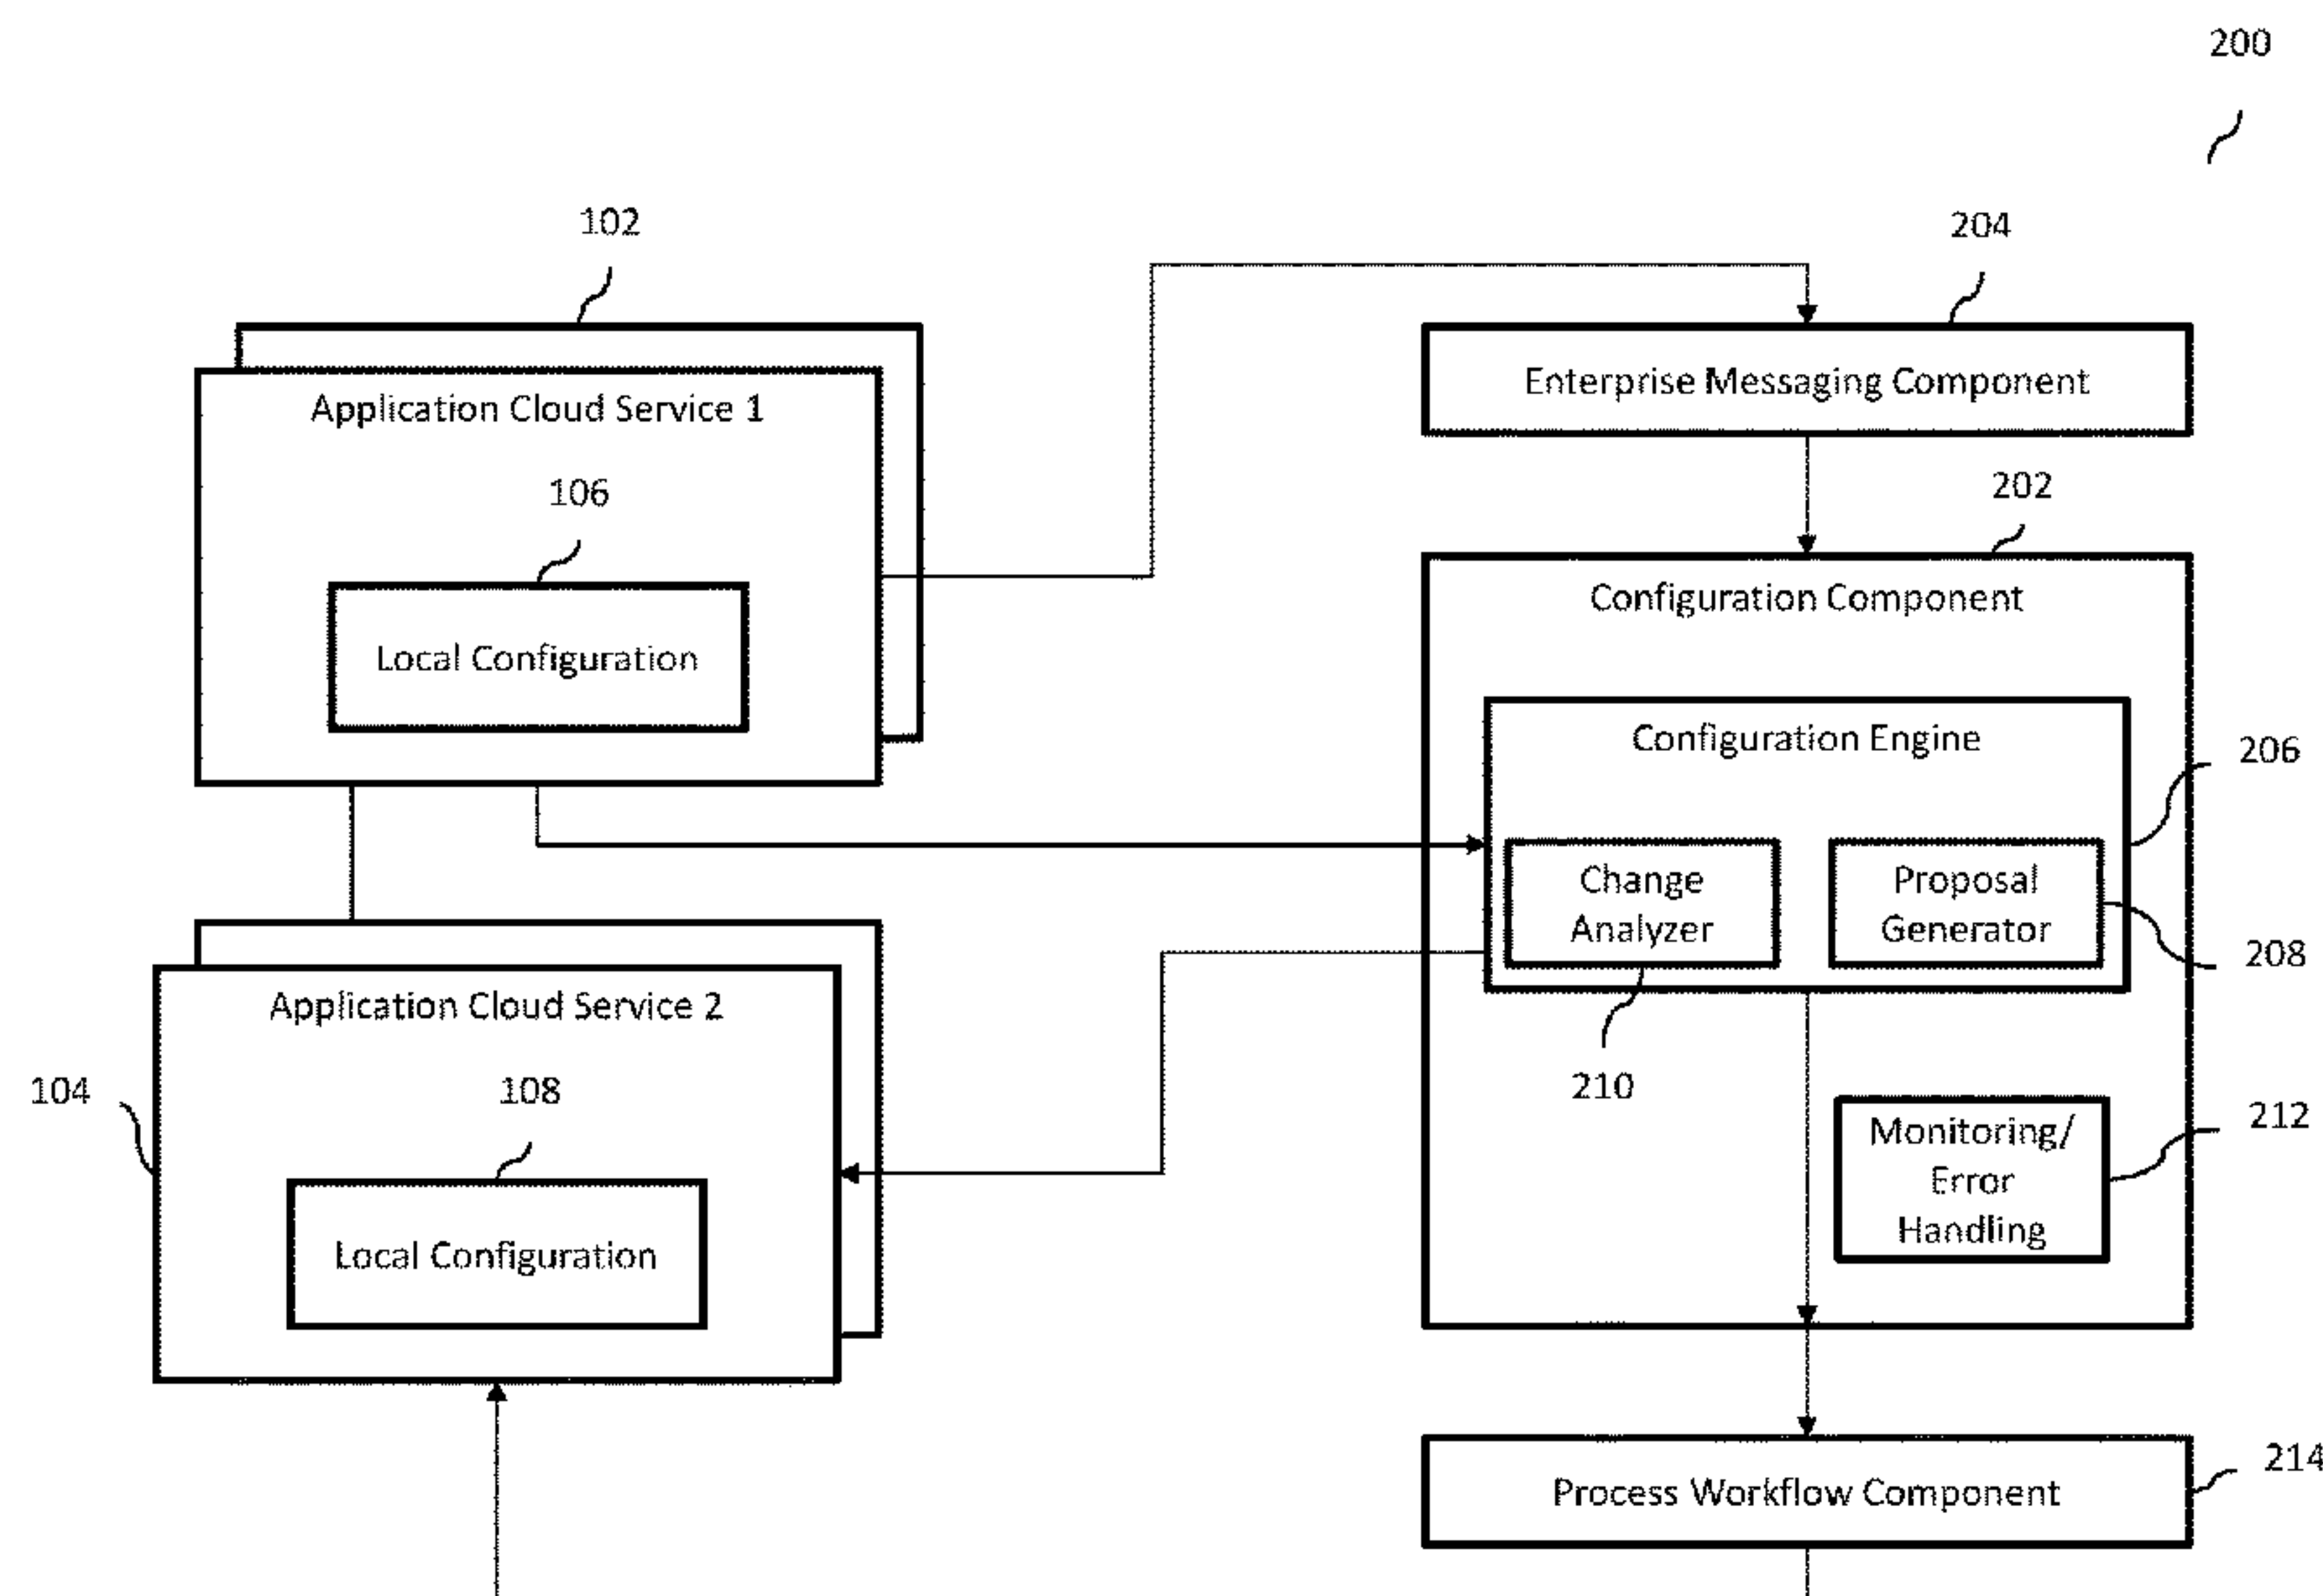 200
102
204
Application Cloud Service 1
Enterprise Messaging Component
106
202
Local Configuration
Configuration Component
Configuration Engine
206
Change
Analyzer
Proposal
Generator
208
210
Application Cloud Service 2
104
108
Local Configuration
Monitoring/
Error
Handling
212
Process Workflow Component
214